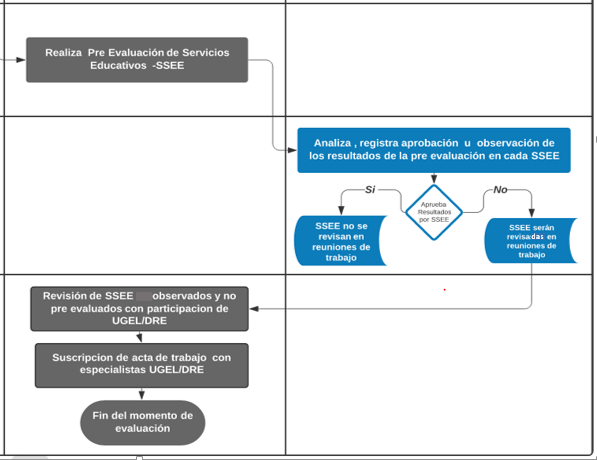 Realiza Pre Evaluación de Servicios
Educativos -SSEE
Analiza , registra aprobación u observación de
los resultados de la pre evaluación en cada SSEE
Si
No
Aprueba
Resultados
por SSEE
SSEE no se
revisan en
reuniones de
trabajo
SSEE serán
revisadas en
reuniones de
trabajo
Revisión de SSEE observados y no
pre evaluados con participacion de
UGEL/DRE
Suscripcion de acta de trabajo con
especialistas UGEL/DRE
Fin del momento de
evaluación